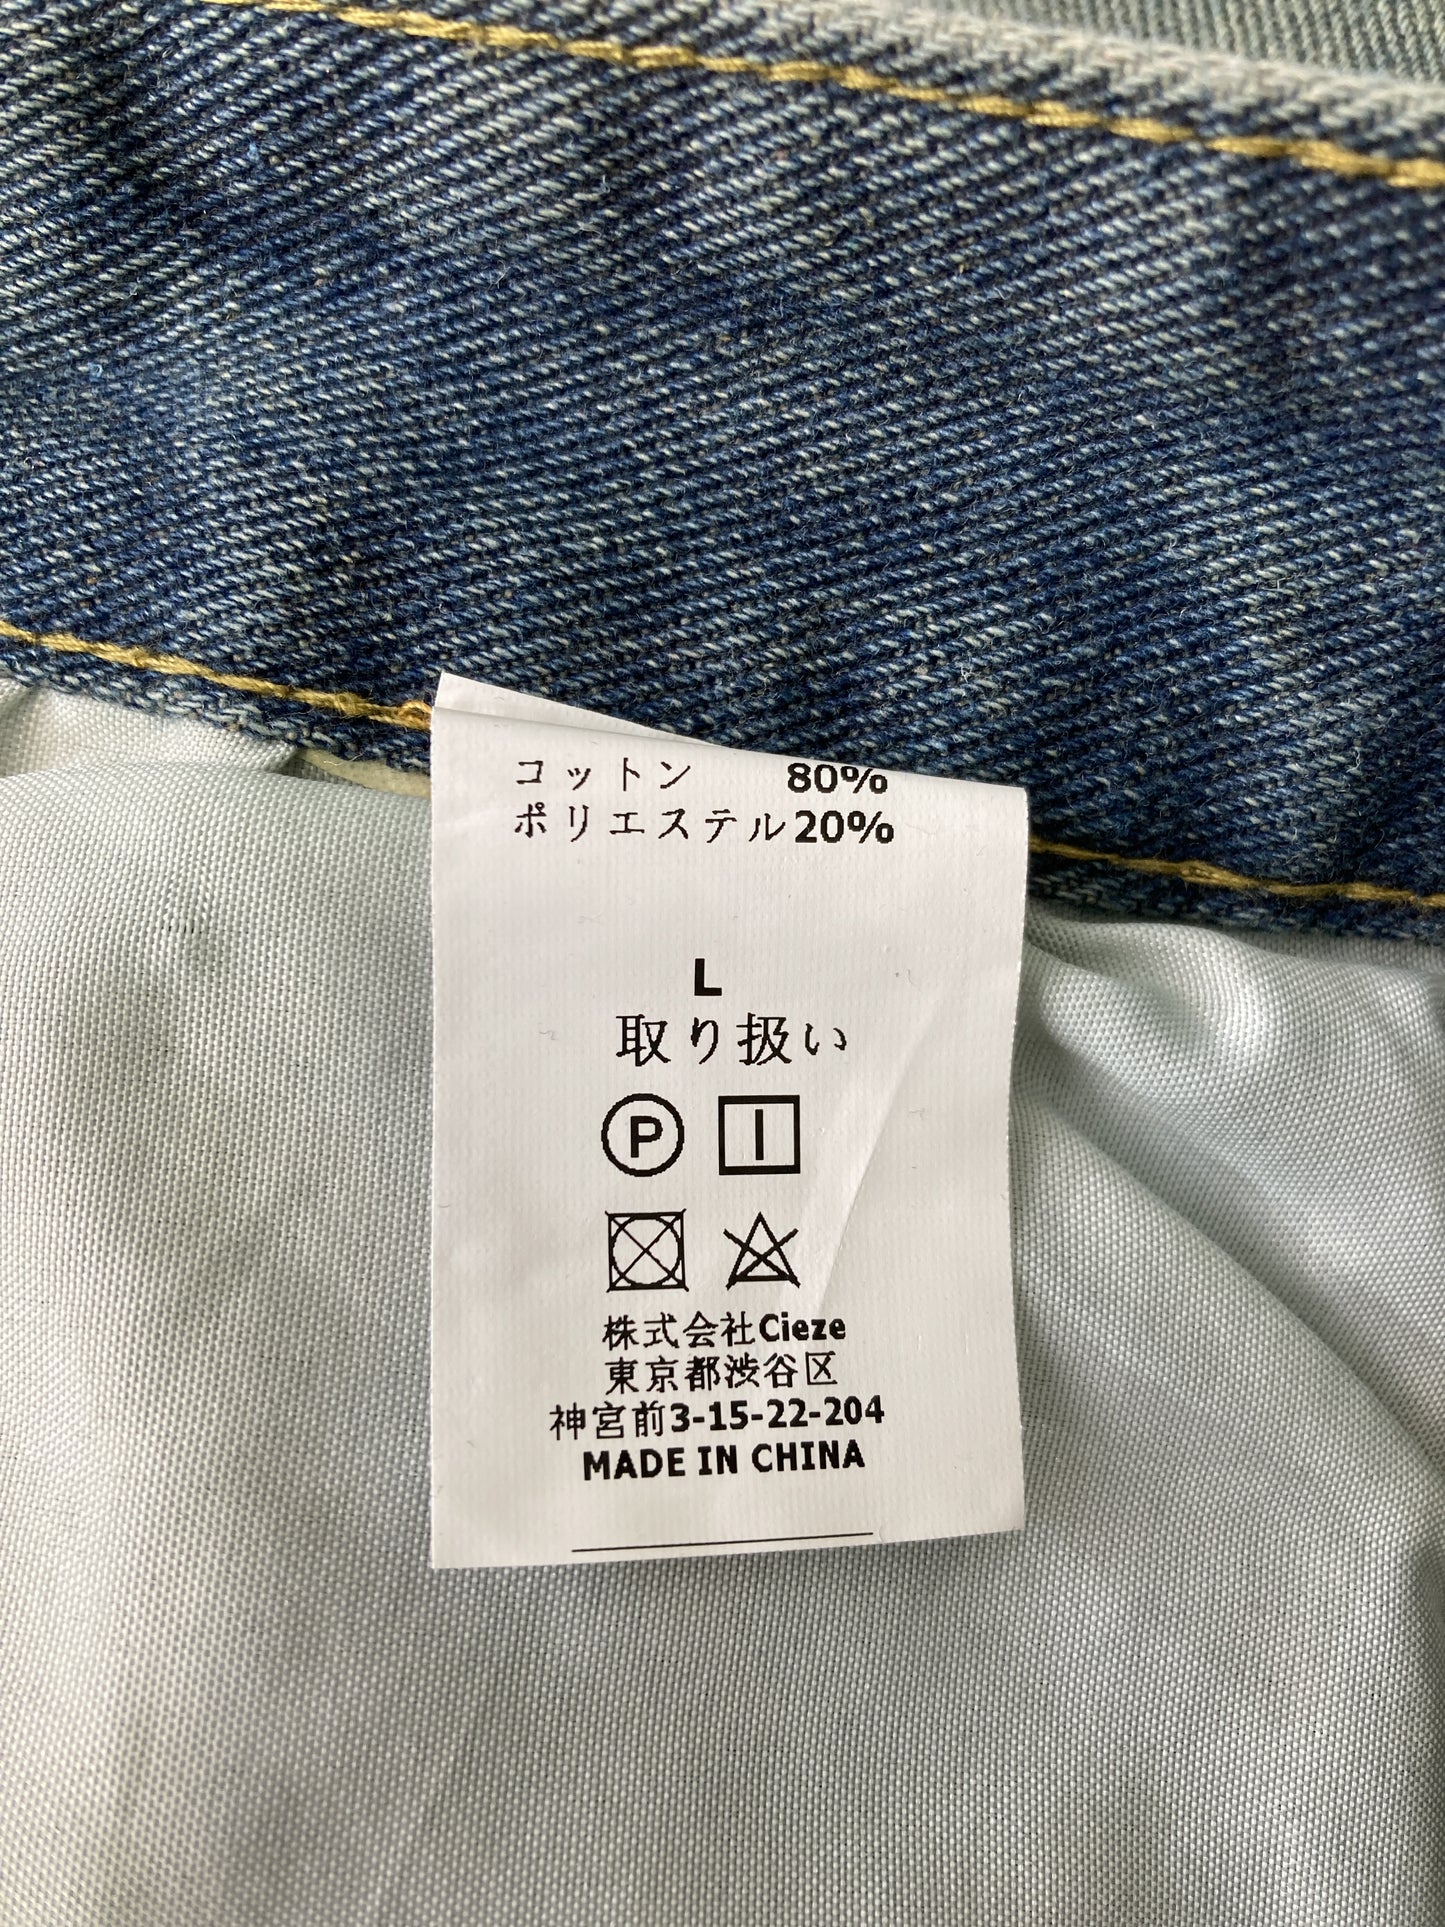 コットン 80%
ポリエステル20%
L
取り扱い
P
株式会社Cieze
東京都渋谷区
神宮前3-15-22-204
MADE IN CHINA